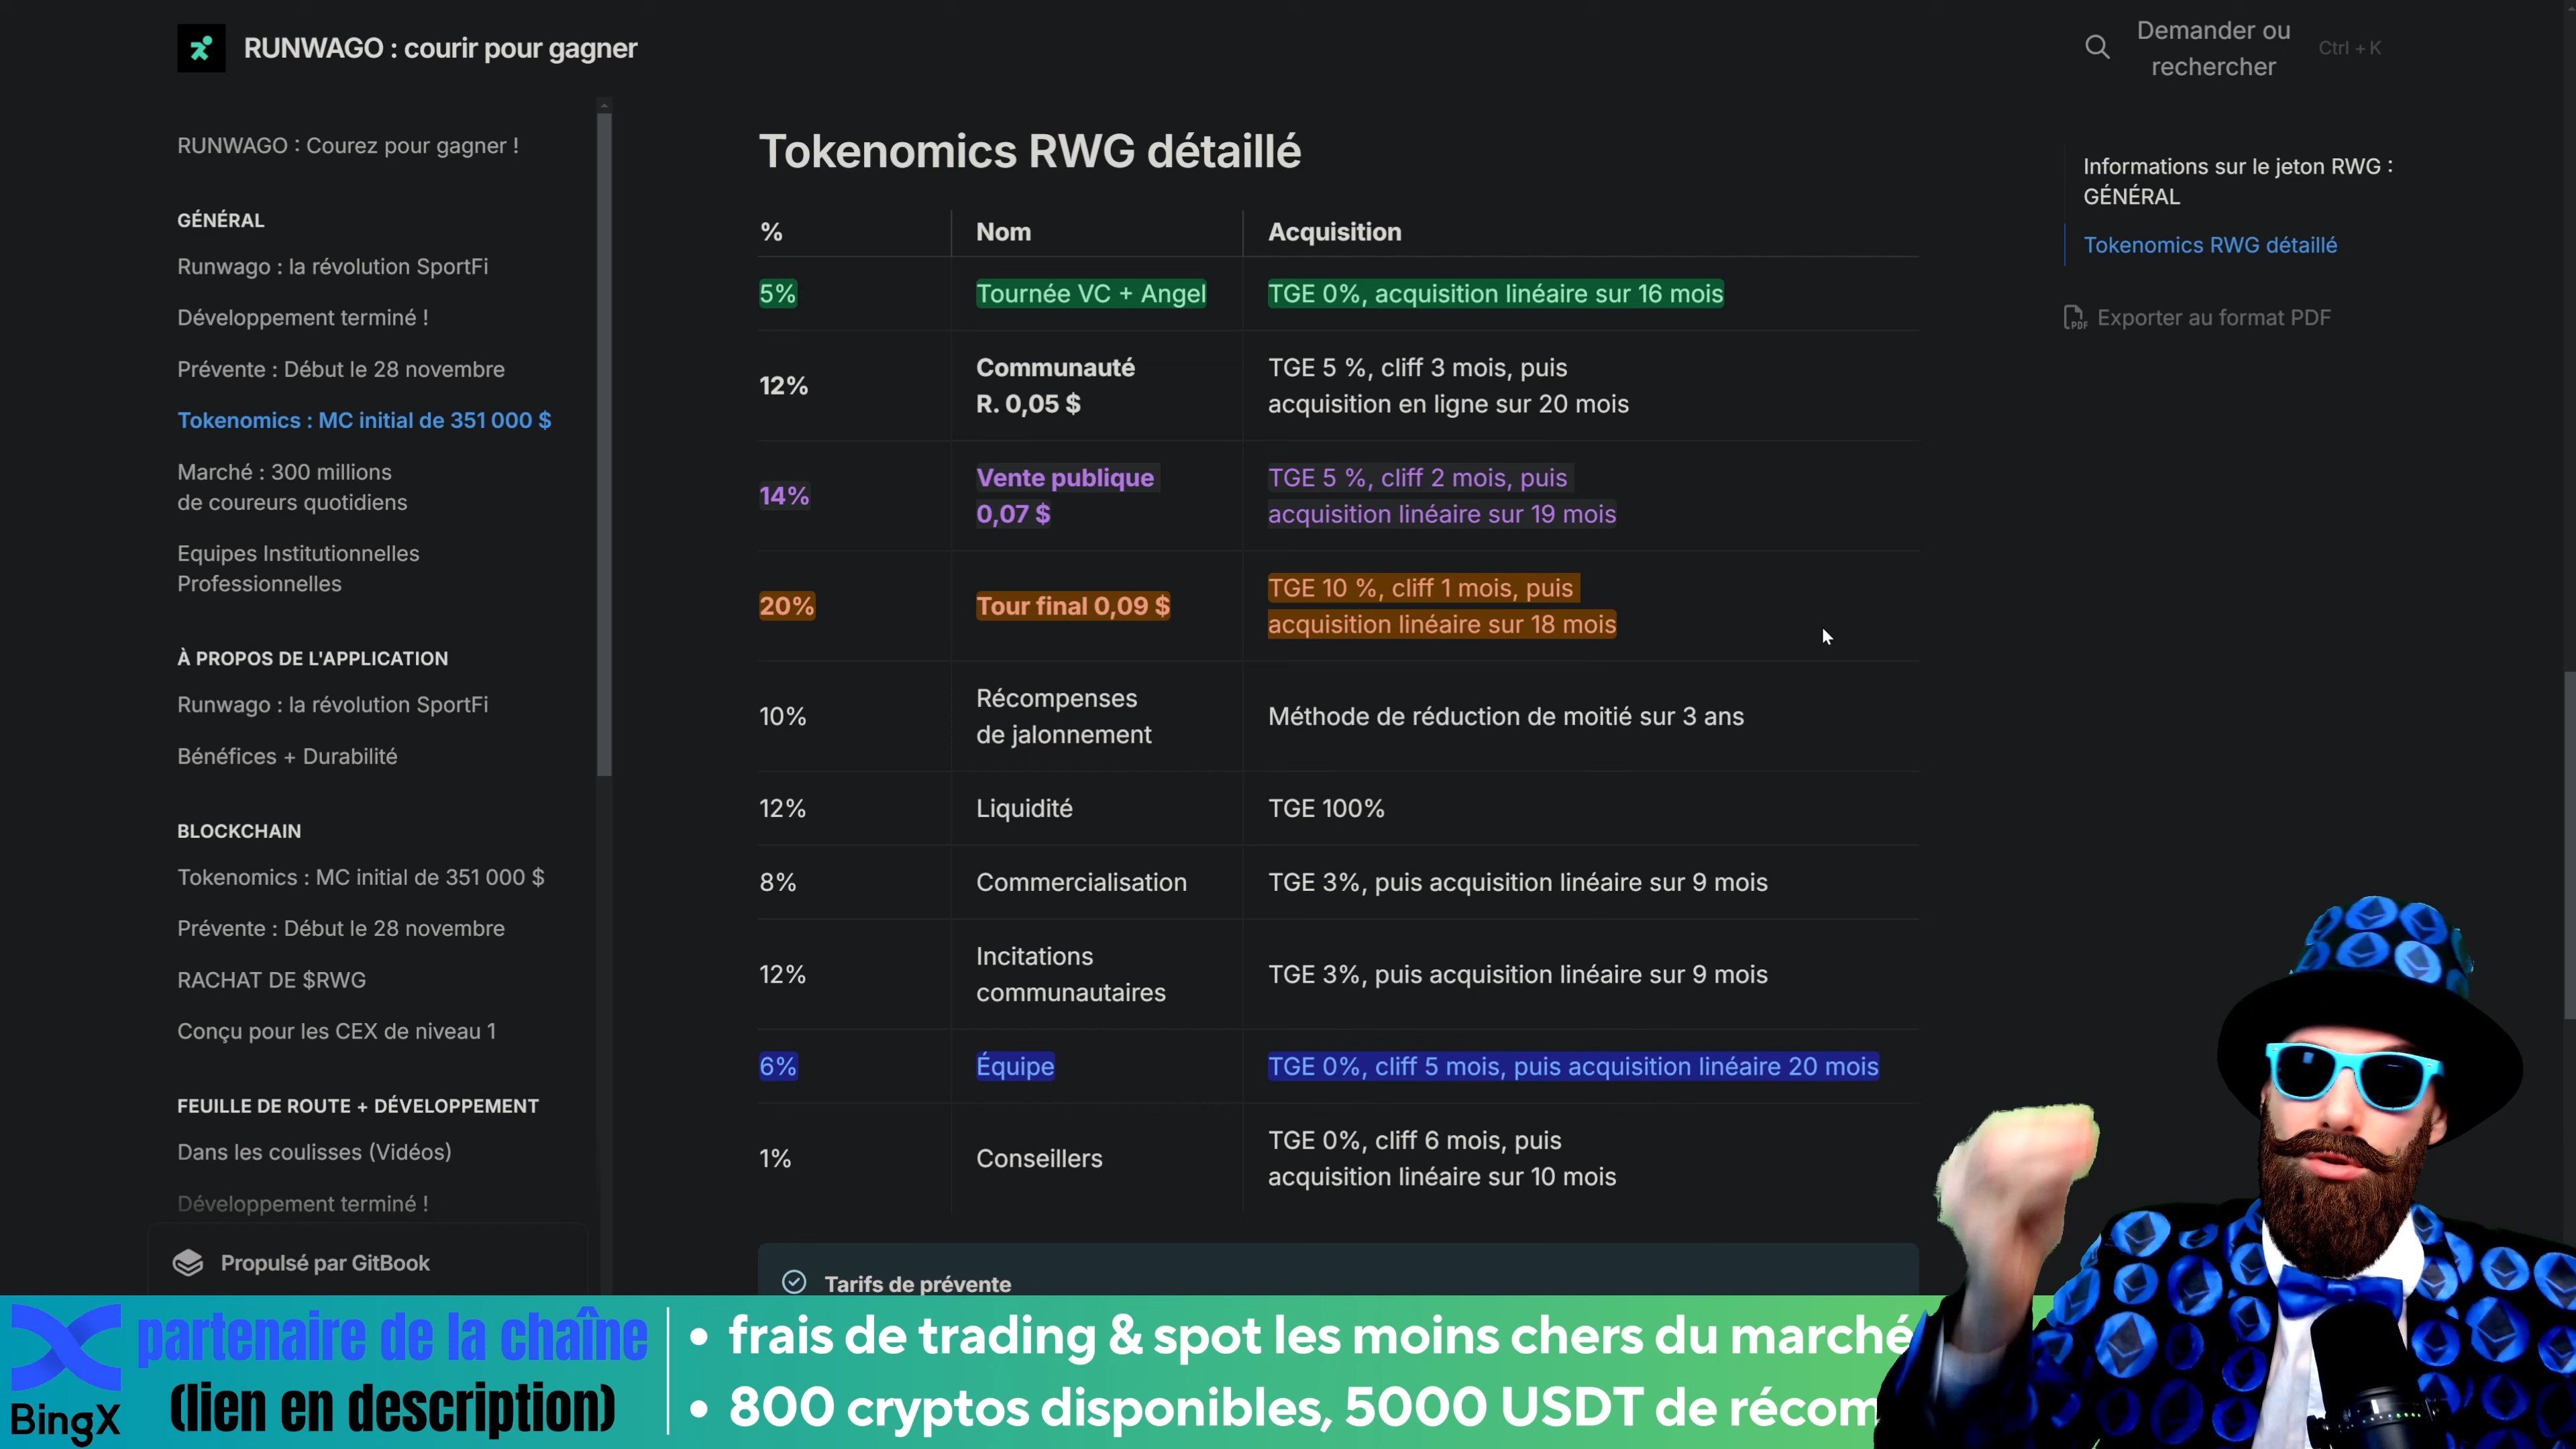 RUNWAGO : courir pour gagner
Demander ou
rechercher
Ctrl + K
RUNWAGO : Courez pour gagner !
GÉNÉRAL
Runwago : la révolution SportFi
Développement terminé !
Prévente : Début le 28 novembre
Tokenomics : MC initial de 351 000 $
Marché : 300 millions
de coureurs quotidiens
Equipes Institutionnelles
Professionnelles
À PROPOS DE L'APPLICATION
Runwago : la révolution SportFi
Bénéfices + Durabilité
BLOCKCHAIN
Tokenomics : MC initial de 351 000 $
Prévente : Début le 28 novembre
RACHAT DE $RWG
Conçu pour les CEX de niveau 1
FEUILLE DE ROUTE + DÉVELOPPEMENT
Dans les coulisses (Vidéos)
Développement terminé !
Propulsé par GitBook
Tokenomics RWG détaillé
% Nom Acquisition
5% Tournée VC + Angel TGE 0%, acquisition linéaire sur 16 mois
12% Communauté
R. 0,05 $
TGE 5 %, cliff 3 mois, puis
acquisition en ligne sur 20 mois
14% Vente publique
0,07 $
TGE 5 %, cliff 2 mois, puis
acquisition linéaire sur 19 mois
20% Tour final 0,09 $
TGE 10 %, cliff 1 mois, puis
acquisition linéaire sur 18 mois
10% Récompenses
de jalonnement
Méthode de réduction de moitié sur 3 ans
12% Liquidité TGE 100%
8% Commercialisation TGE 3%, puis acquisition linéaire sur 9 mois
12% Incitations
communautaires
TGE 3%, puis acquisition linéaire sur 9 mois
6% Équipe TGE 0%, cliff 5 mois, puis acquisition linéaire 20 mois
1% Conseillers
TGE 0%, cliff 6 mois, puis
acquisition linéaire sur 10 mois
Tarifs de prévente
Informations sur le jeton RWG :
GÉNÉRAL
Tokenomics RWG détaillé
PDF Exporter au format PDF
BingX
partenaire de la chaîne
(lien en description)
• frais de trading & spot les moins chers du marché
• 800 cryptos disponibles, 5000 USDT de récom